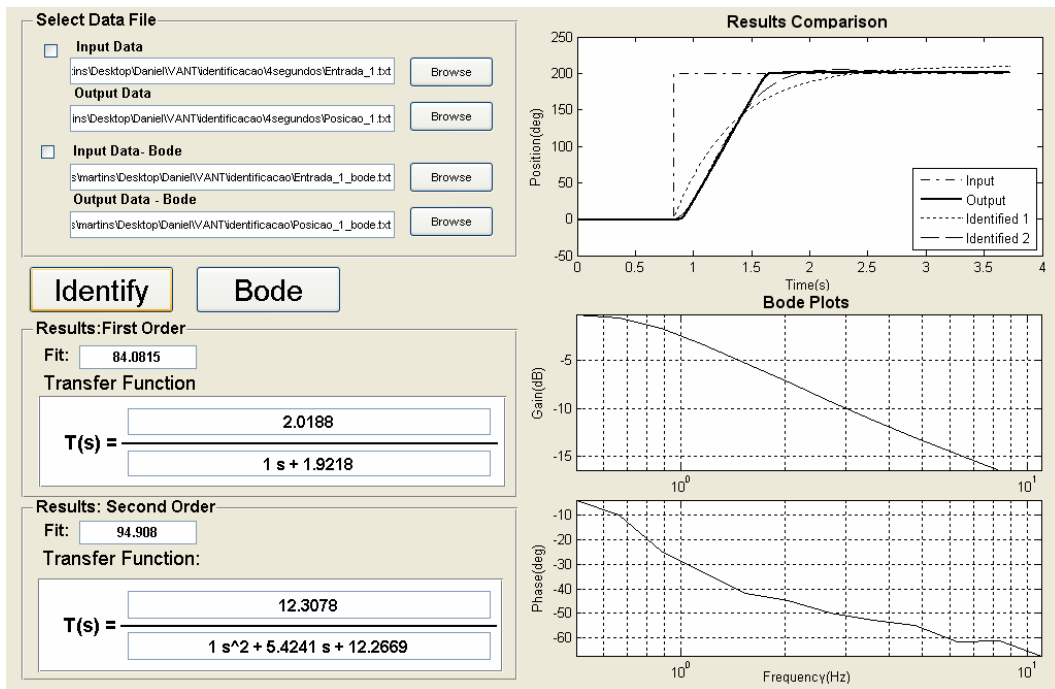 Select Data File
Input Data
:ins\Desktop\Daniel\VANT\identificacao\4segundos\Entrada_1.txt
Browse
Output Data
ins\Desktop\Daniel\VANT\identificacao\4segundos\Posicao_1.txt
Browse
Input Data- Bode
s\martins\Desktop\Daniel\VANT\identificacao\Entrada_1_bode.txt
Browse
Output Data - Bode
s\martins\Desktop\Daniel\VANT\identificacao\Posicao_1_bode.txt
Browse
Identify
Bode
Results:First Order
Fit: 84.0815
Transfer Function
T(s) =
2.0188
1 s + 1.9218
Results: Second Order
Fit: 94.908
Transfer Function:
T(s) =
12.3078
1 s^2 + 5.4241 s + 12.2669
Results Comparison
Position(deg)
250
200
150
100
50
0
-50
0 0.5 1 1.5 2 2.5 3 3.5 4
Time(s)
Input
Output
Identified 1
Identified 2
Bode Plots
Gain(dB)
-5
-10
-15
10^0 10^1
Phase(deg)
-10
-20
-30
-40
-50
-60
10^0 10^1
Frequency(Hz)